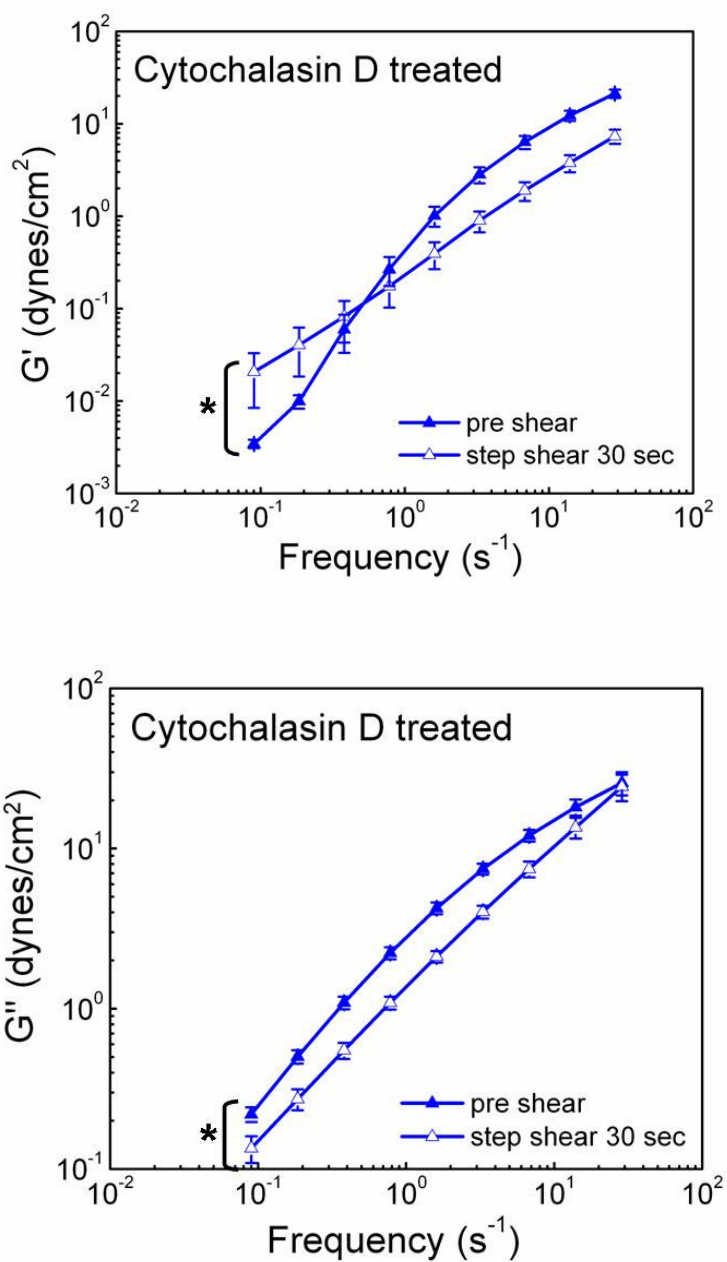 10^2
Cytochalasin D treated
10^1
10^0
10^-1
10^-2
10^-3
G' (dynes/cm^2)
*
pre shear
step shear 30 sec
10^-2 10^-1 10^0 10^1 10^2
Frequency (s^-1)
10^2
Cytochalasin D treated
10^1
10^0
10^-1
G" (dynes/cm^2)
*
pre shear
step shear 30 sec
10^-2 10^-1 10^0 10^1 10^2
Frequency (s^-1)